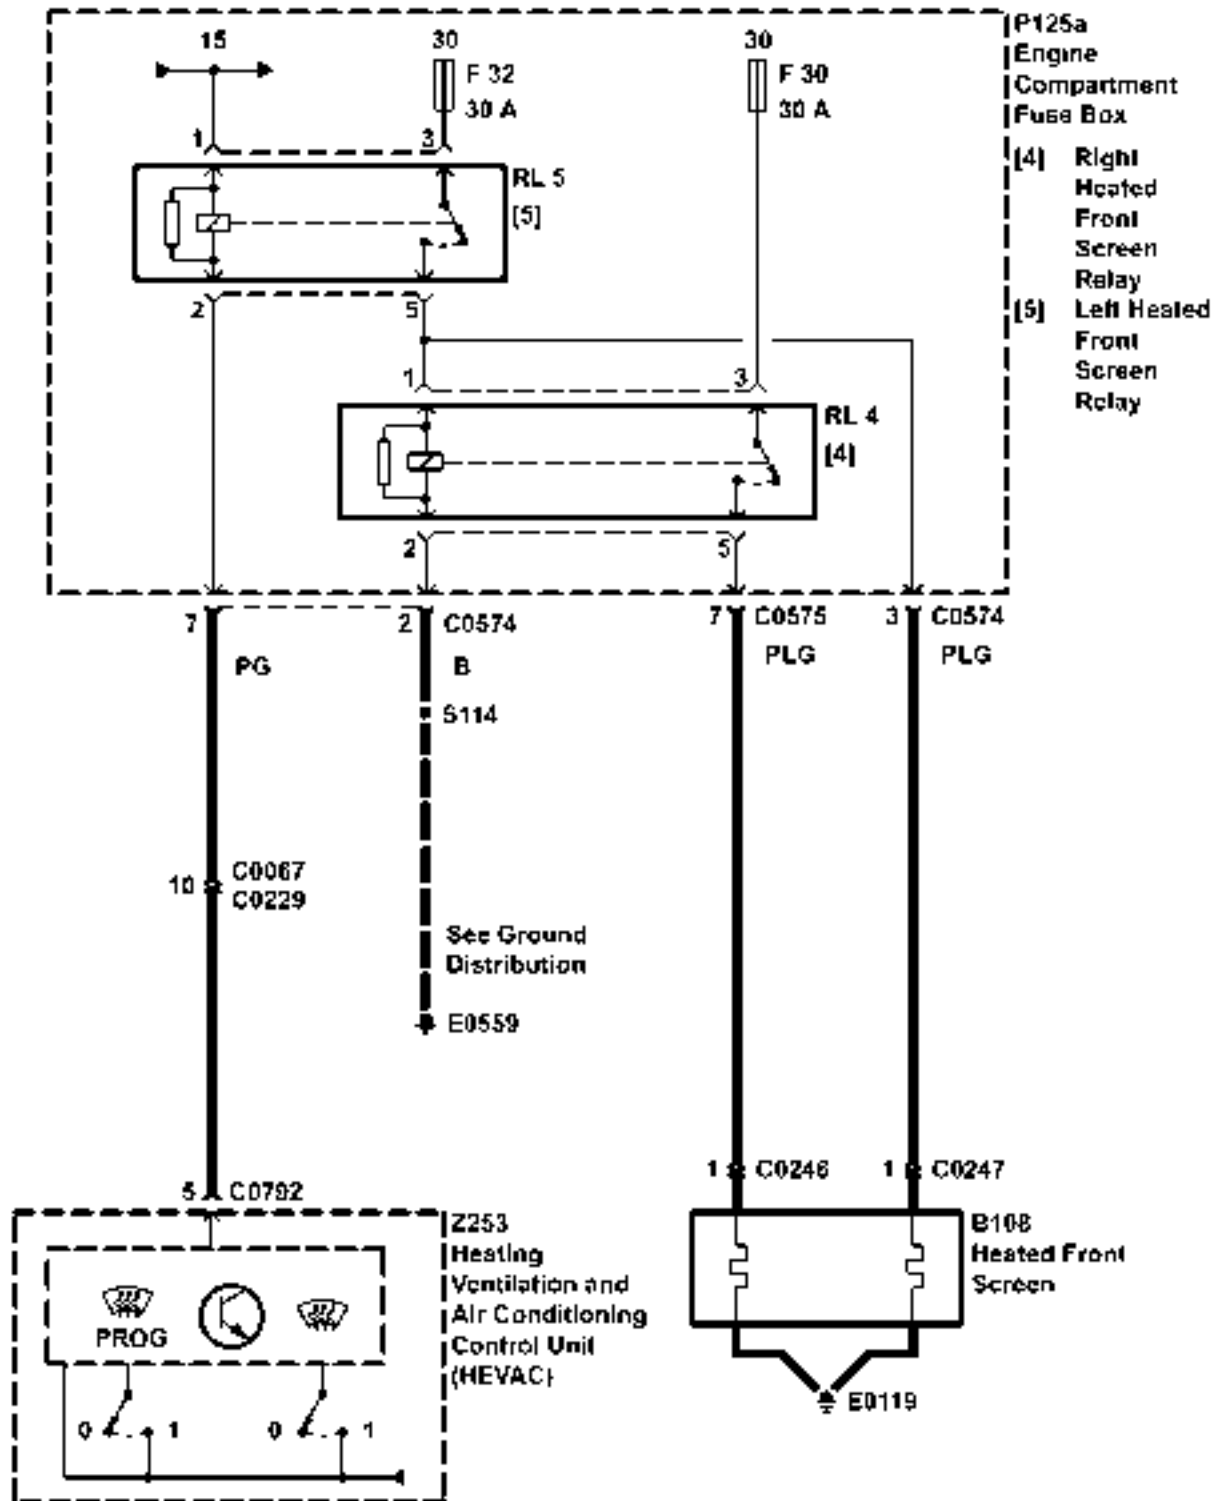 15
30
30
F 32
30 A
F 30
30 A
P125a
Engine
Compartment
Fuse Box
[4] Right
Heated
Front
Screen
Relay
[5] Left Heated
Front
Screen
Relay
1
3
RL 5
[5]
2
5
1
3
RL 4
[4]
2
5
7
2
C0574
7
C0575
3
C0574
PG
B
PLG
PLG
S114
10
C0067
C0229
See Ground
Distribution
E0559
5
C0792
1
C0246
1
C0247
Z253
Heating
Ventilation and
Air Conditioning
Control Unit
(HEVAC)
B108
Heated Front
Screen
PROG
0
1
0
1
E0119